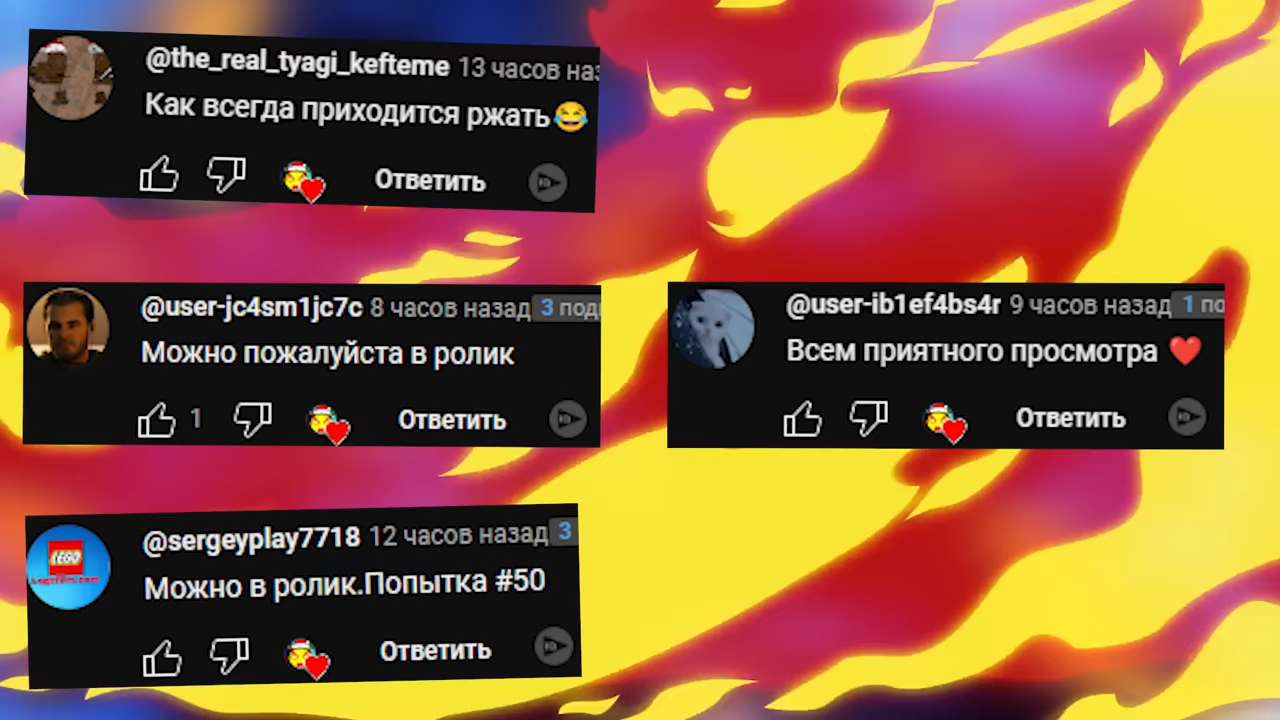 @the_real_tyagi_kefteme 13 часов наз
Как всегда приходится ржать😂
Ответить
@user-jc4sm1jc7c 8 часов назад 3 под
Можно пожалуйста в ролик
1
Ответить
@user-ib1ef4bs4r 9 часов назад 1 по
Всем приятного просмотра ❤️
Ответить
@sergeyplay7718 12 часов назад 3
LEGO
Можно в ролик.Попытка #50
Ответить